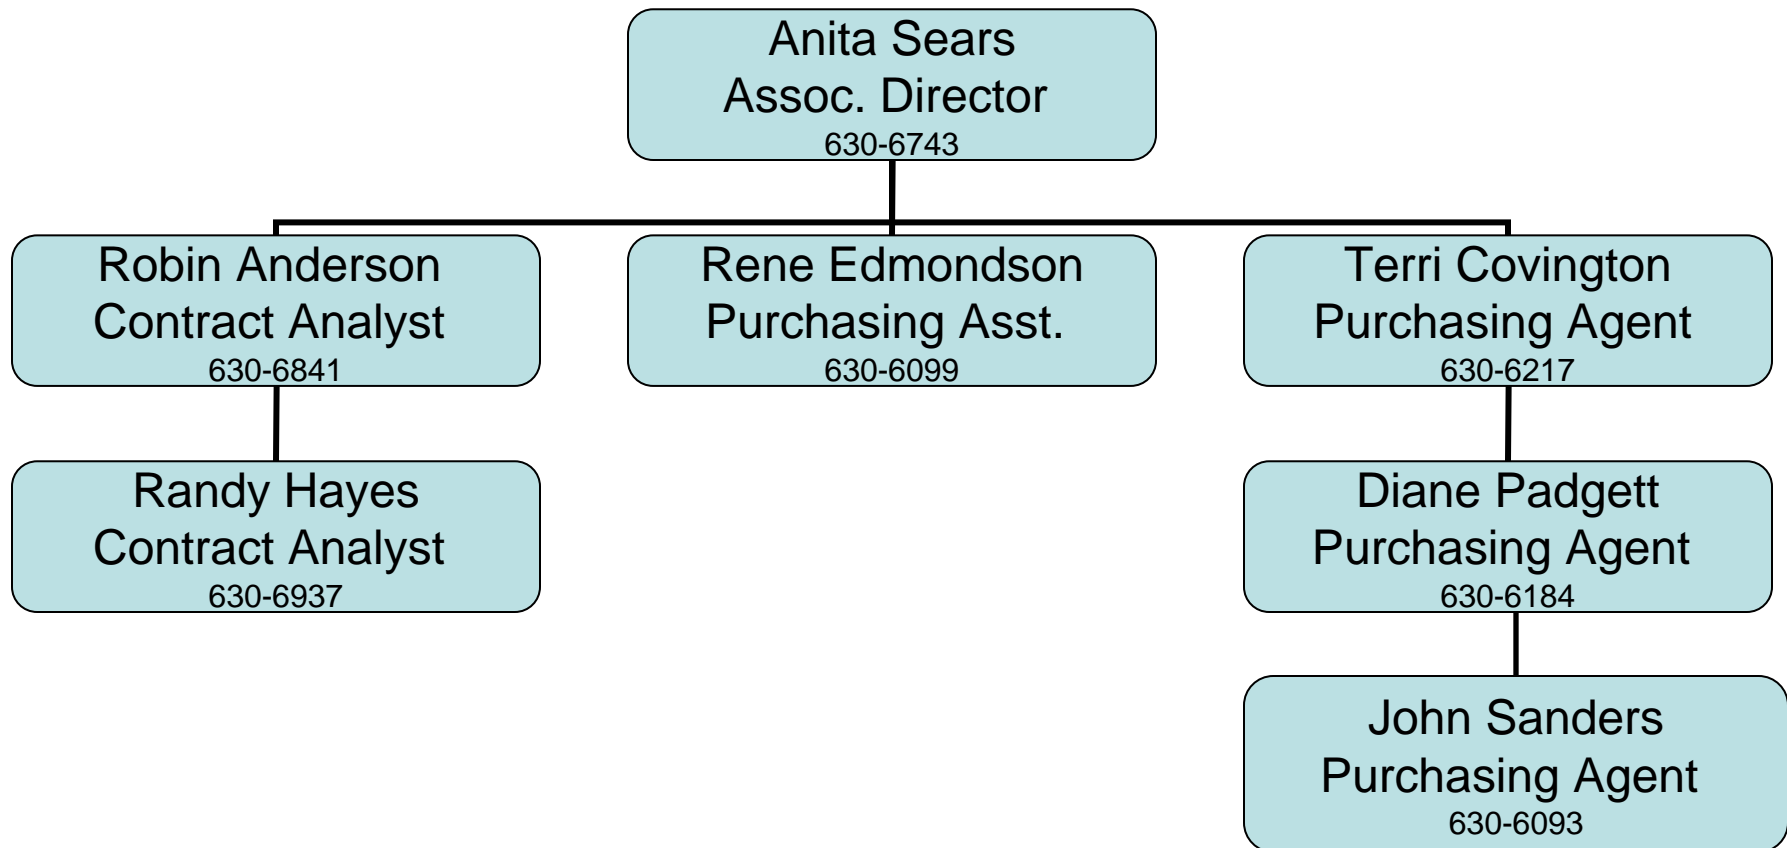 Anita Sears
Assoc. Director
630-6743
Robin Anderson
Contract Analyst
630-6841
Rene Edmondson
Purchasing Asst.
630-6099
Terri Covington
Purchasing Agent
630-6217
Randy Hayes
Contract Analyst
630-6937
Diane Padgett
Purchasing Agent
630-6184
John Sanders
Purchasing Agent
630-6093